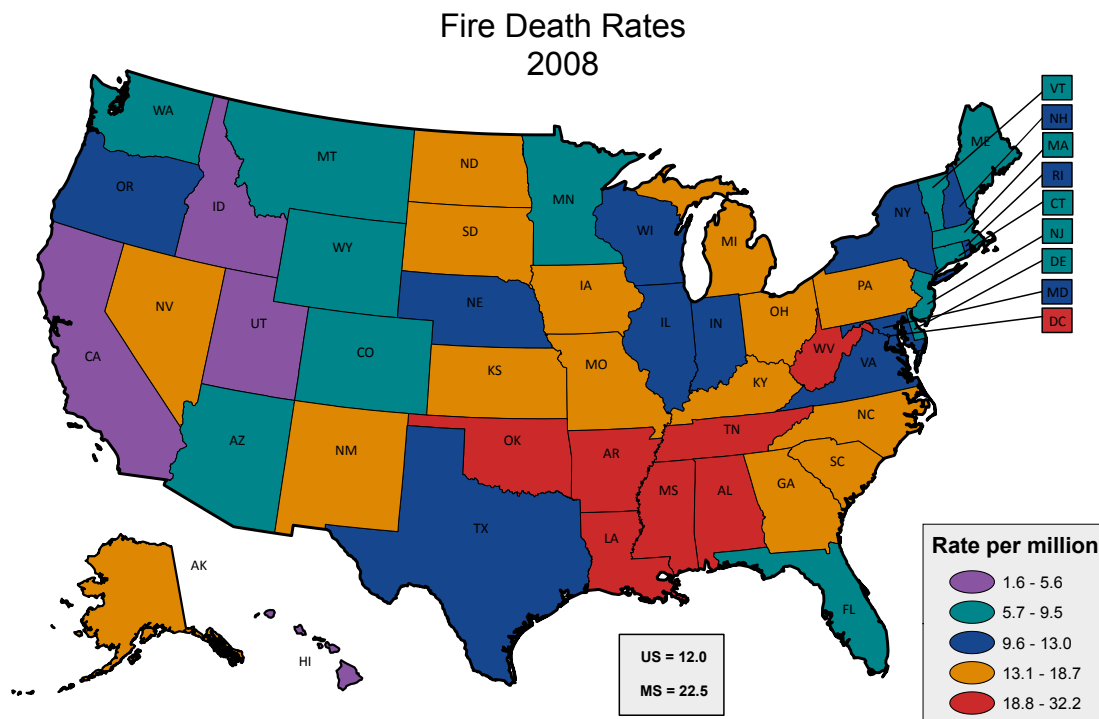 Fire Death Rates
2008
WA
MT
ND
MN
ME
VT
NH
MA
RI
CT
NJ
DE
MD
DC
OR
ID
WY
SD
WI
MI
NY
NV
UT
CO
NE
IA
IL
IN
OH
PA
CA
KS
MO
KY
WV
VA
AZ
NM
OK
AR
TN
NC
SC
TX
LA
MS
AL
GA
FL
AK
HI
US = 12.0
MS = 22.5
Rate per million
1.6 - 5.6
5.7 - 9.5
9.6 - 13.0
13.1 - 18.7
18.8 - 32.2